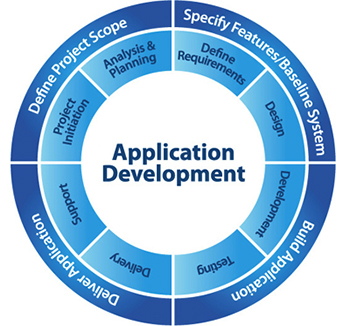 Define Project Scope
Specify Features/Baseline System
Build Application
Deliver Application
Project
Initiation
Analysis &
Planning
Define
Requirements
Design
Development
Testing
Delivery
Support
Application
Development